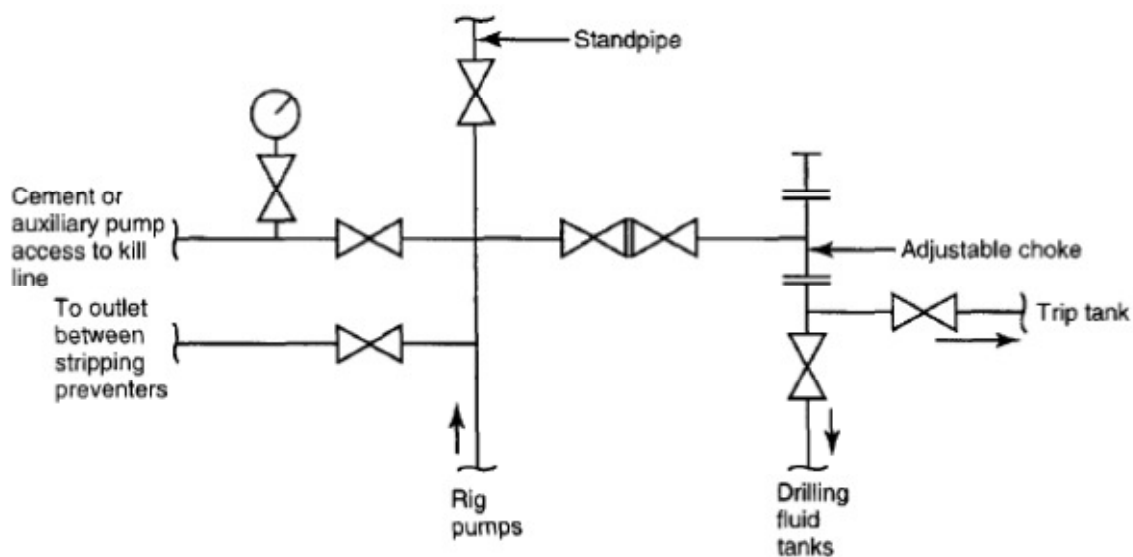 Standpipe
Cement or
auxiliary pump
access to kill
line
Adjustable choke
To outlet
between
stripping
preventers
Trip tank
Rig
pumps
Drilling
fluid
tanks